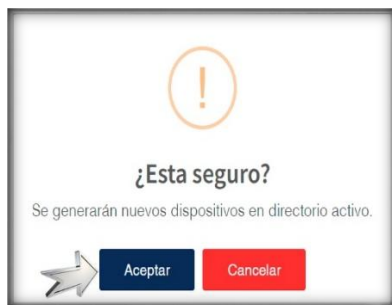 ¿Esta seguro?
Se generarán nuevos dispositivos en directorio activo.
Aceptar Cancelar